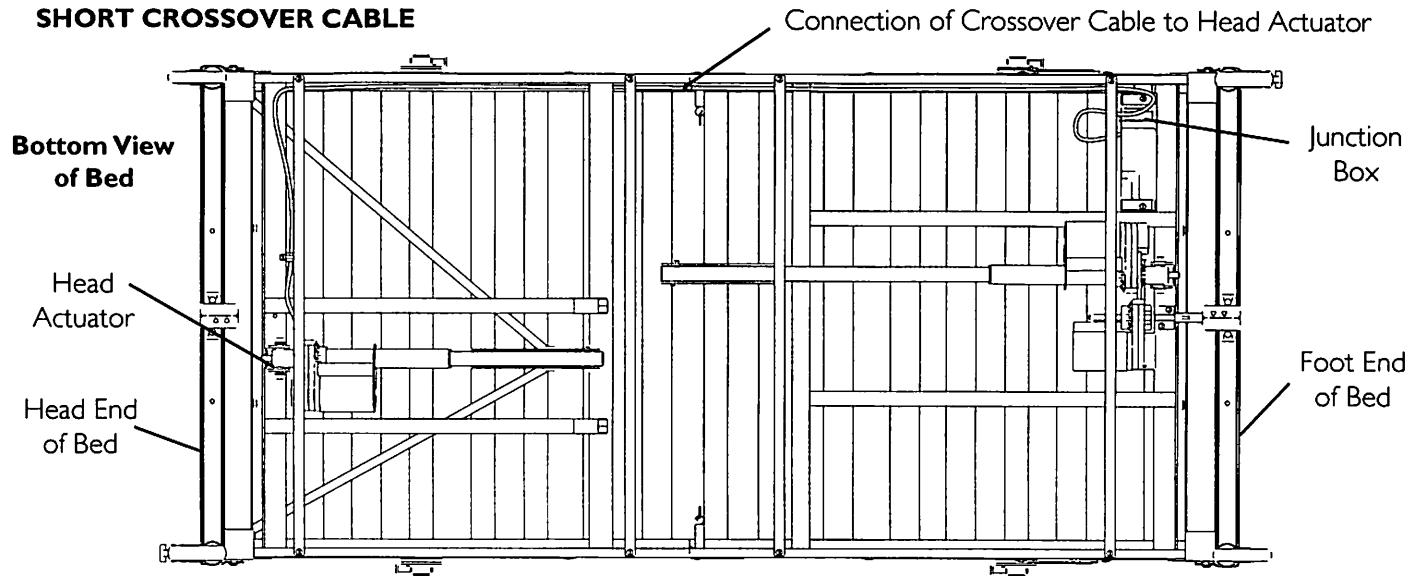 SHORT CROSSOVER CABLE
Connection of Crossover Cable to Head Actuator
Bottom View
of Bed
Junction
Box
Head
Actuator
Foot End
of Bed
Head End
of Bed